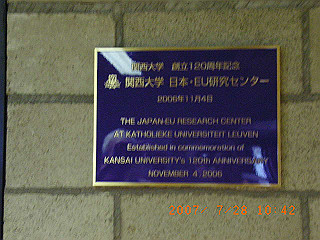 関西大学 創立120周年記念
関西大学 日本・EU研究センター
2006年11月4日
THE JAPAN-EU RESEARCH CENTER
AT KATHOLIEKE UNIVERSITEIT LEUVEN
Established in commemoration of
KANSAI UNIVERSITY'S 120th ANNIVERSARY
NOVEMBER 4, 2006
2007 7 26 10:42